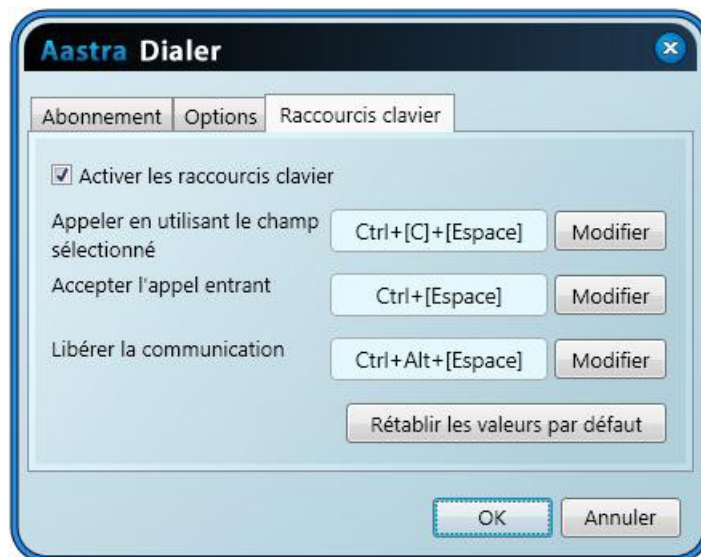 Aastra Dialer
Abonnement Options Raccourcis clavier
Activer les raccourcis clavier
Appeler en utilisant le champ
sélectionné
Ctrl+[C]+[Espace] Modifier
Accepter l'appel entrant
Ctrl+[Espace] Modifier
Libérer la communication
Ctrl+Alt+[Espace] Modifier
Rétablir les valeurs par défaut
OK Annuler